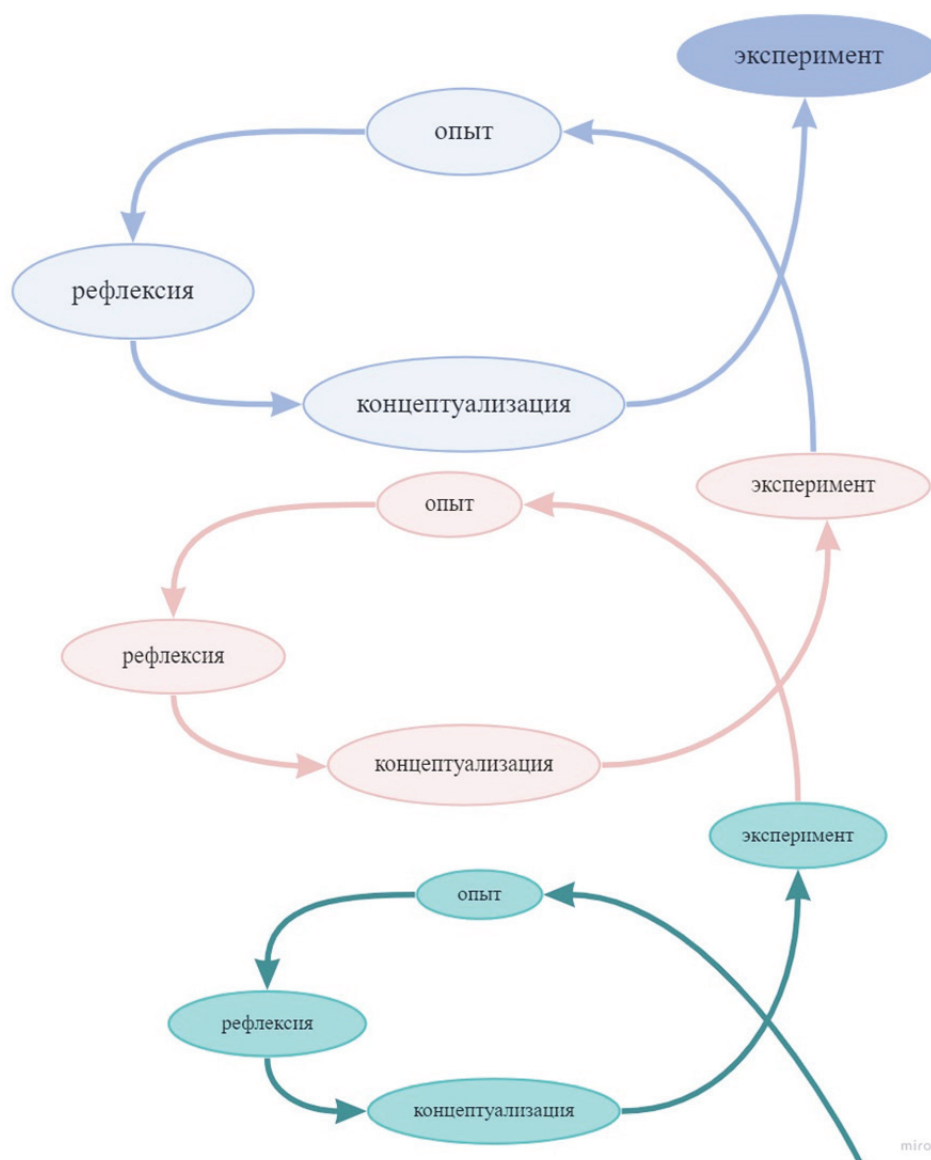 эксперимент
опыт
рефлексия
концептуализация
эксперимент
опыт
рефлексия
концептуализация
эксперимент
опыт
рефлексия
концептуализация
miro